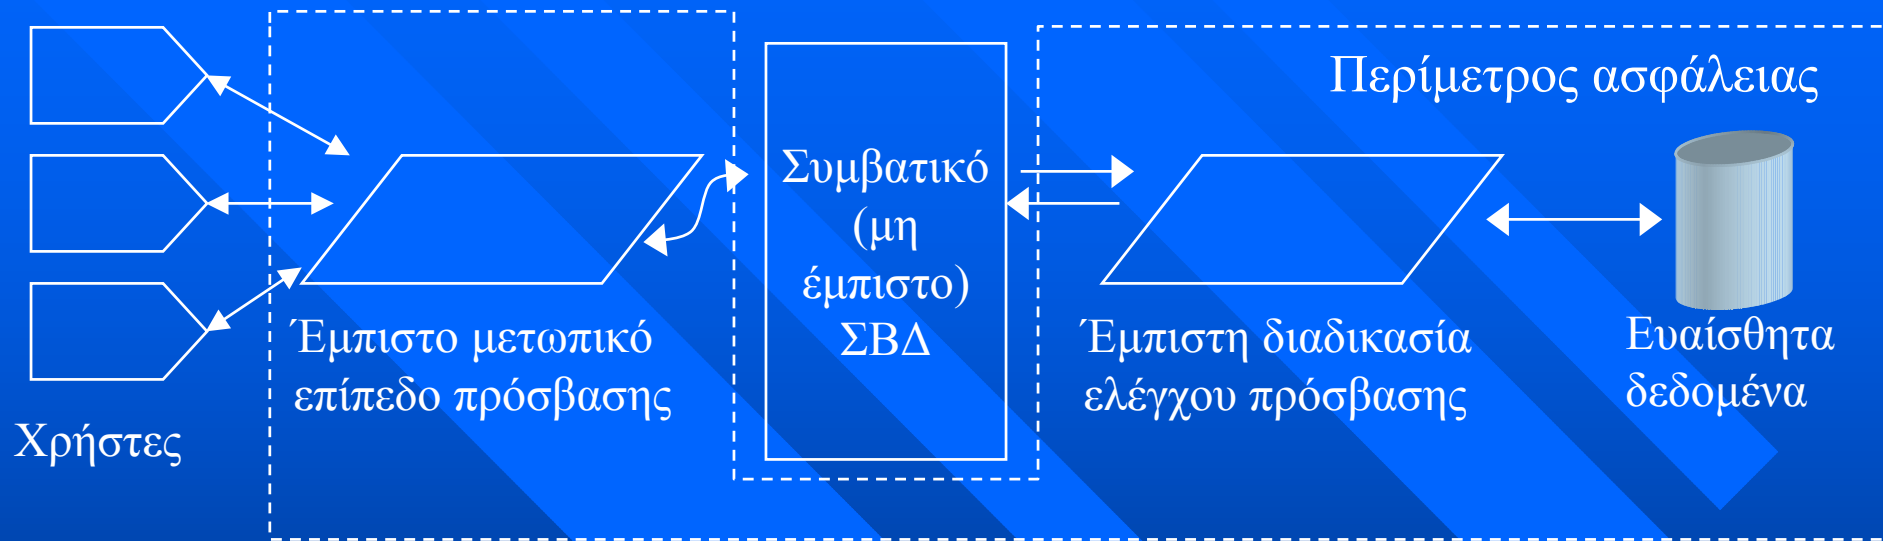 Περίμετρος ασφάλειας
Συμβατικό
(μη
έμπιστο)
ΣΒΔ
Έμπιστο μετωπικό
επίπεδο πρόσβασης
Έμπιστη διαδικασία
ελέγχου πρόσβασης
Ευαίσθητα
δεδομένα
Χρήστες